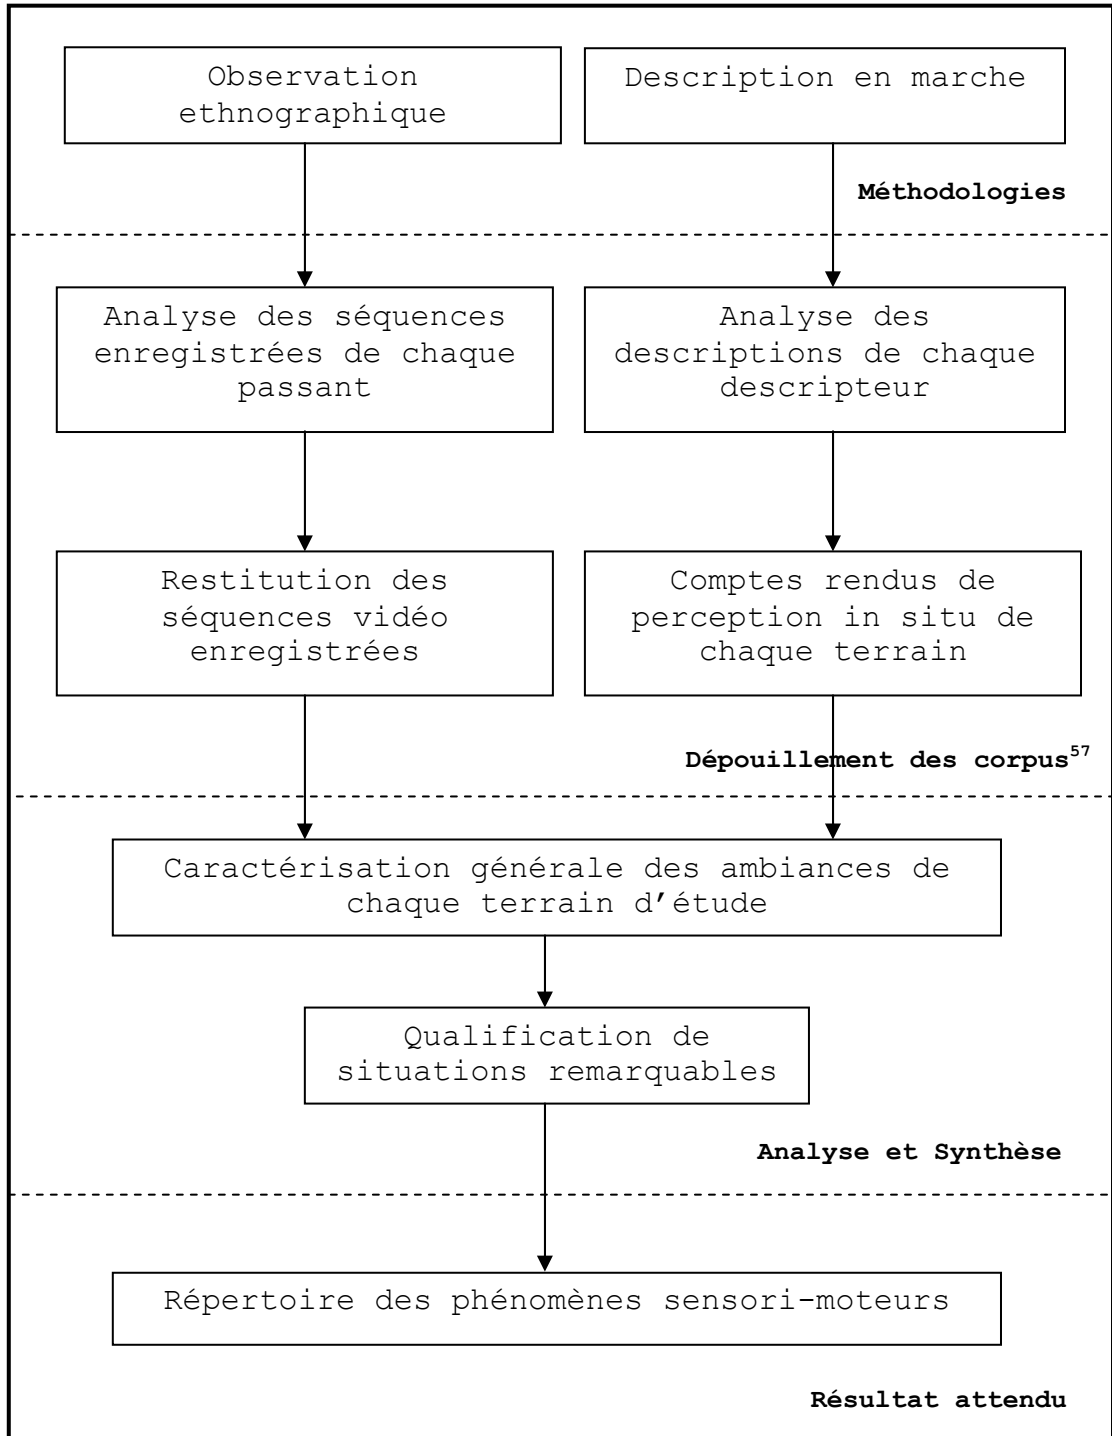 Observation
ethnographique
Description en marche
Méthodologies
Analyse des séquences
enregistrées de chaque
passant
Analyse des
descriptions de chaque
descripteur
Restitution des
séquences vidéo
enregistrées
Comptes rendus de
perception in situ de
chaque terrain
Dépouillement des corpus57
Caractérisation générale des ambiances de
chaque terrain d’étude
Qualification de
situations remarquables
Analyse et Synthèse
Répertoire des phénomènes sensori-moteurs
Résultat attendu